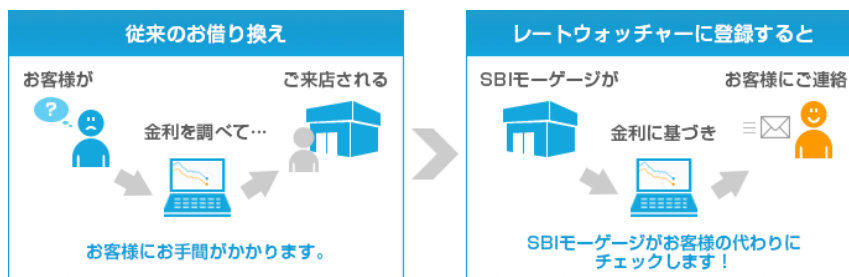 従来のお借り換え
お客様が
ご来店される
?
金利を調べて…
お客様にお手間がかかります。
レートウォッチャーに登録すると
SBIモーゲージが
お客様にご連絡
金利に基づき
SBIモーゲージがお客様の代わりに
チェックします！